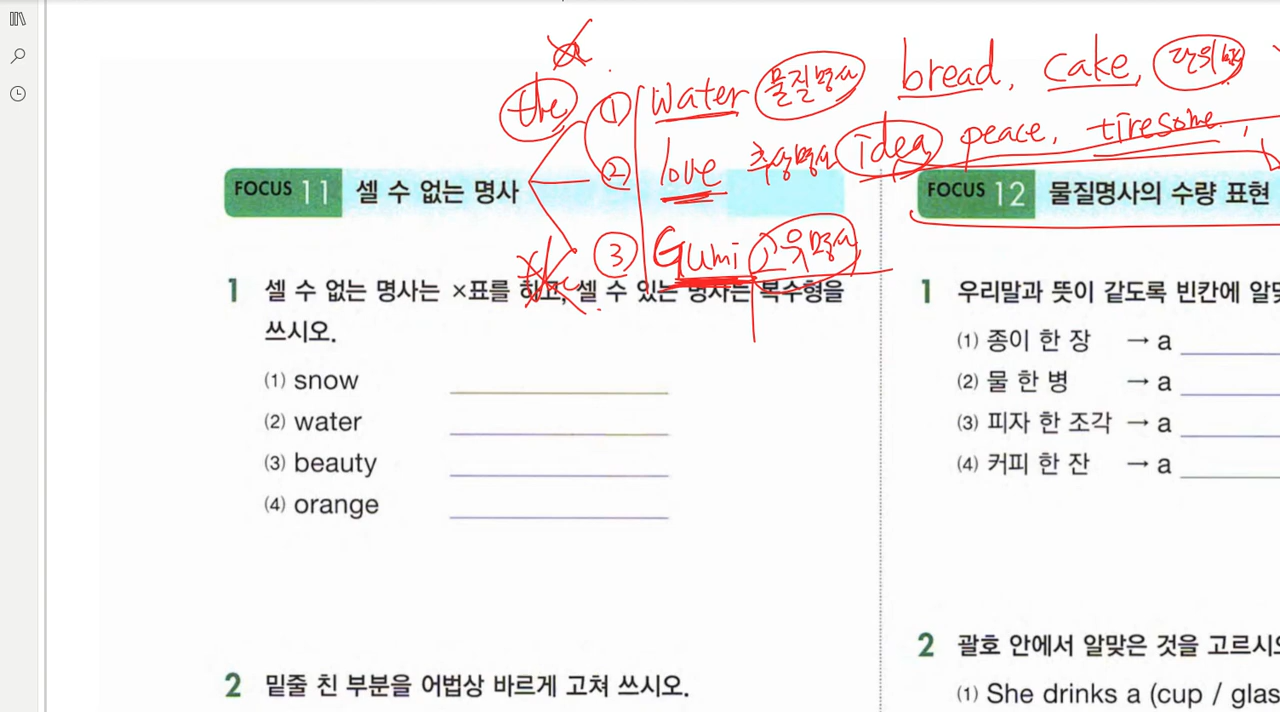 a
the ① Water 물질명사 bread, cake, 단위
② love 추상명사 idea, peace, tiresome
③ Gumi 고유명사
the
FOCUS 11 셀 수 없는 명사
1 셀 수 없는 명사는 ×표를 하고, 셀 수 있는 명사는 복수형을
쓰시오.
(1) snow
(2) water
(3) beauty
(4) orange
2 밑줄 친 부분을 어법상 바르게 고쳐 쓰시오.
FOCUS 12 물질명사의 수량 표현
1 우리말과 뜻이 같도록 빈칸에 알맞
(1) 종이 한 장 → a
(2) 물 한 병 → a
(3) 피자 한 조각 → a
(4) 커피 한 잔 → a
2 괄호 안에서 알맞은 것을 고르시오
(1) She drinks a (cup / glas